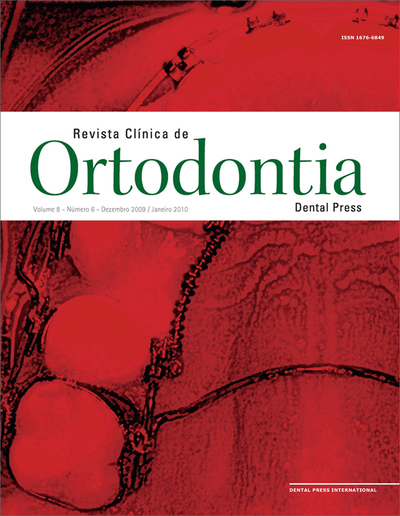 ISSN 1676-6849
Revista Clínica de
Ortodontia
Dental Press
Volume 8 - Número 6 - Dezembro 2009 / Janeiro 2010
DENTAL PRESS INTERNATIONAL